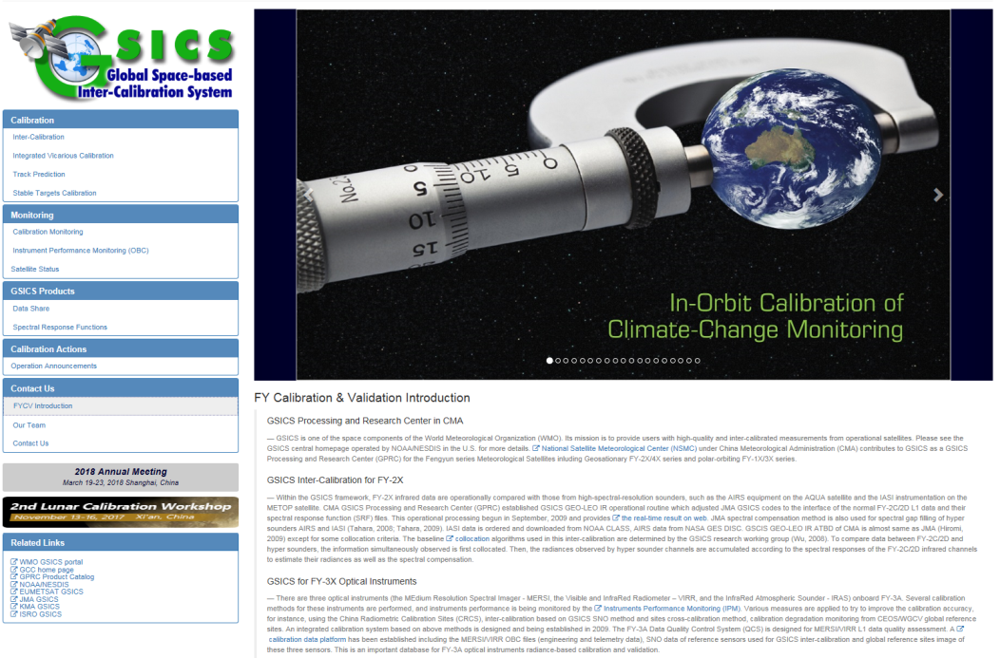 GSICS
Global Space-based
Inter-Calibration System
Calibration
Inter-Calibration
Integrated Vicarious Calibration
Track Prediction
Stable Targets Calibration
Monitoring
Calibration Monitoring
Instrument Performance Monitoring (OBC)
Satellite Status
GSICS Products
Data Share
Spectral Response Functions
Calibration Actions
Operation Announcements
Contact Us
FYCV Introduction
Our Team
Contact Us
2018 Annual Meeting
March 19-23, 2018 Shanghai, China
2nd Lunar Calibration Workshop
November 13-16, 2017 Xi'an, China
Related Links
WMO GSICS portal
GCC home page
GPRC Product Catalog
NOAA/NESDIS
EUMETSAT GSICS
JMA GSICS
KMA GSICS
ISRO GSICS
0 5 10 0
0
5
10
15
In-Orbit Calibration of
Climate-Change Monitoring
FY Calibration & Validation Introduction
GSICS Processing and Research Center in CMA
— GSICS is one of the space components of the World Meteorological Organization (WMO). Its mission is to provide users with high-quality and inter-calibrated measurements from operational satellites. Please see the
GSICS central homepage operated by NOAA/NESDIS in the U.S. for more details. National Satellite Meteorological Center (NSMC) under China Meteorological Administration (CMA) contributes to GSICS as a GSICS
Processing and Research Center (GPRC) for the Fengyun series Meteorological Satellites inluding Geosationary FY-2X/4X series and polar-orbiting FY-1X/3X series.
GSICS Inter-Calibration for FY-2X
— Within the GSICS framework, FY-2X infrared data are operationally compared with those from high-spectral-resolution sounders, such as the AIRS equipment on the AQUA satellite and the IASI instrumentation on the
METOP satellite. CMA GSICS Processing and Research Center (GPRC) established GSICS GEO-LEO IR operational routine which adjusted JMA GSICS codes to the interface of the normal FY-2C/2D L1 data and their
spectral response function (SRF) files. This operational processing begun in September, 2009 and provides the real-time result on web. JMA spectral compensation method is also used for spectral gap filling of hyper
sounders AIRS and IASI (Tahara, 2008; Tahara, 2009). IASI data is ordered and downloaded from NOAA CLASS, AIRS data from NASA GES DISC. GSCIS GEO-LEO IR ATBD of CMA is almost same as JMA (Hiromi,
2009) except for some collocation criteria. The baseline collocation algorithms used in this inter-calibration are determined by the GSICS research working group (Wu, 2008). To compare data between FY-2C/2D and
hyper sounders, the information simultaneously observed is first collocated. Then, the radiances observed by hyper sounder channels are accumulated according to the spectral responses of the FY-2C/2D infrared channels
to estimate their radiances as well as the spectral compensation.
GSICS for FY-3X Optical Instruments
— There are three optical instruments (the MEdium Resolution Spectral Imager - MERSI, the Visible and InfraRed Radiometer – VIRR, and the InfraRed Atmospheric Sounder - IRAS) onboard FY-3A. Several calibration
methods for these instruments are performed, and instruments performance is being monitored by the Instruments Performance Monitoring (IPM). Various measures are applied to try to improve the calibration accuracy,
for instance, using the China Radiometric Calibration Sites (CRCS), inter-calibration based on GSICS SNO method and sites cross-calibration method, calibration degradation monitoring from CEOS/WGCV global reference
sites. An integrated calibration system based on above methods is designed and being established in 2009. The FY-3A Data Quality Control System (QCS) is designed for MERSI/VIRR L1 data quality assessment. A
calibration data platform has been established including the MERSI/VIRR OBC files (engineering and telemetry data), SNO data of reference sensors used for GSICS inter-calibration and global reference sites image of
these three sensors. This is an important database for FY-3A optical instruments radiance-based calibration and validation.